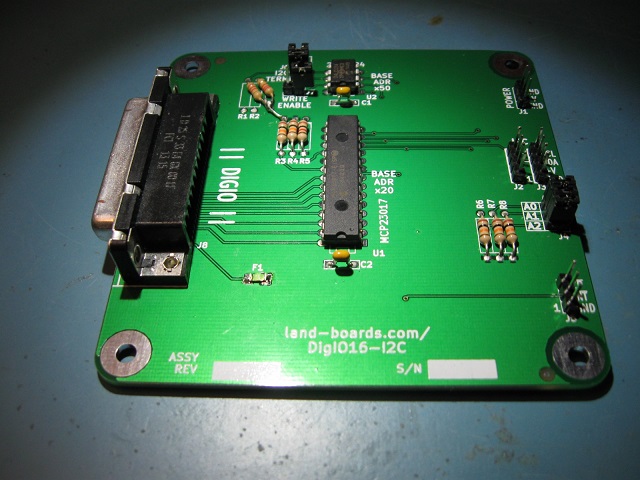 I2C
TERM
WRITE
ENABLE
R1 R2
R3 R4 R5
BASE
ADR
x50
U2
C1
POWER
J1
DIGIO
BASE
ADR
x20
MCP23017
U1
C2
J2
J3
R6
R7
R8
A0
A1
A2
J4
J8
F1
land-boards.com/
DigIO16-I2C
ASSY
REV
S/N